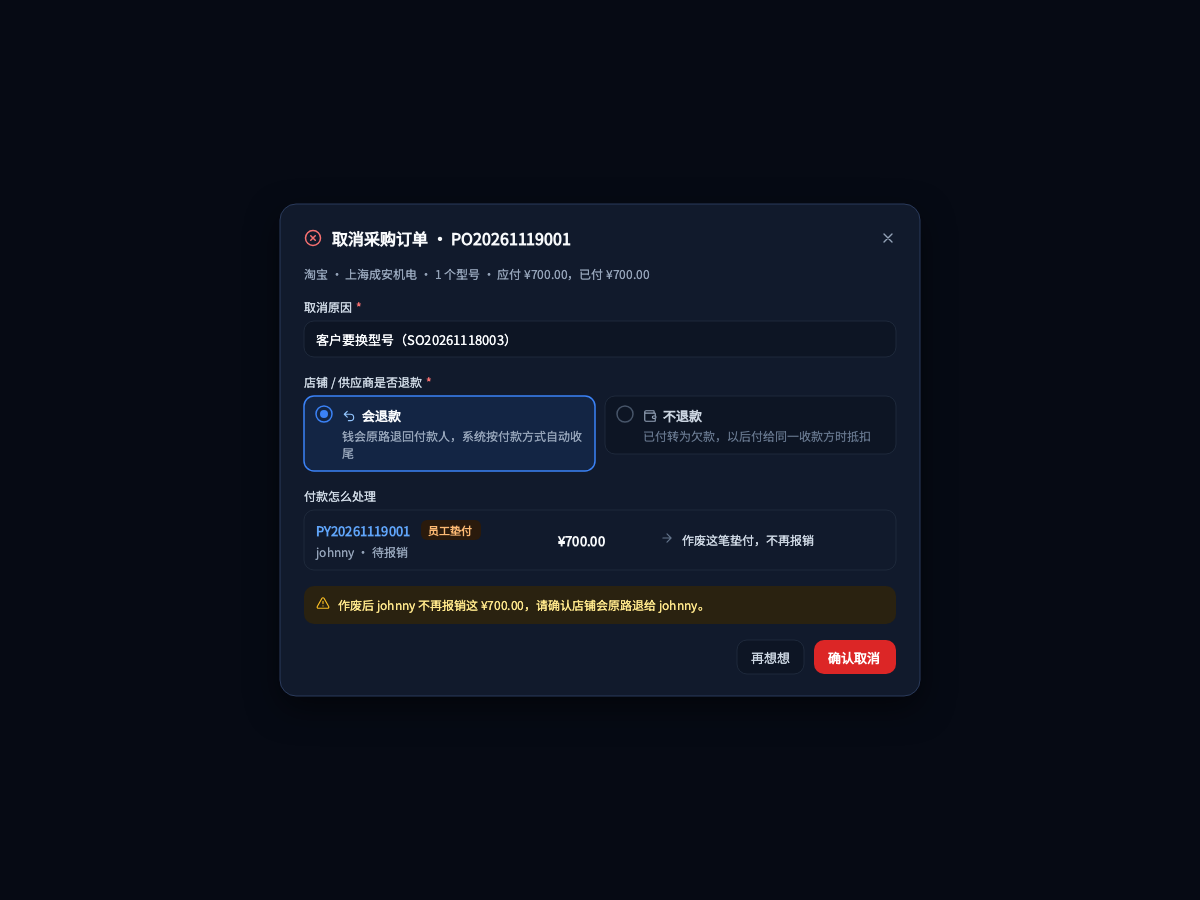 取消采购订单 · PO20261119001
淘宝 · 上海成安机电 · 1 个型号 · 应付 ¥700.00，已付 ¥700.00
取消原因 *
客户要换型号（SO20261118003）
店铺 / 供应商是否退款 *
会退款
钱会原路退回付款人，系统按付款方式自动收
尾
不退款
已付转为欠款，以后付给同一收款方时抵扣
付款怎么处理
PY20261119001 员工垫付
johnny · 待报销
¥700.00
→ 作废这笔垫付，不再报销
作废后 johnny 不再报销这 ¥700.00，请确认店铺会原路退给 johnny。
再想想 确认取消